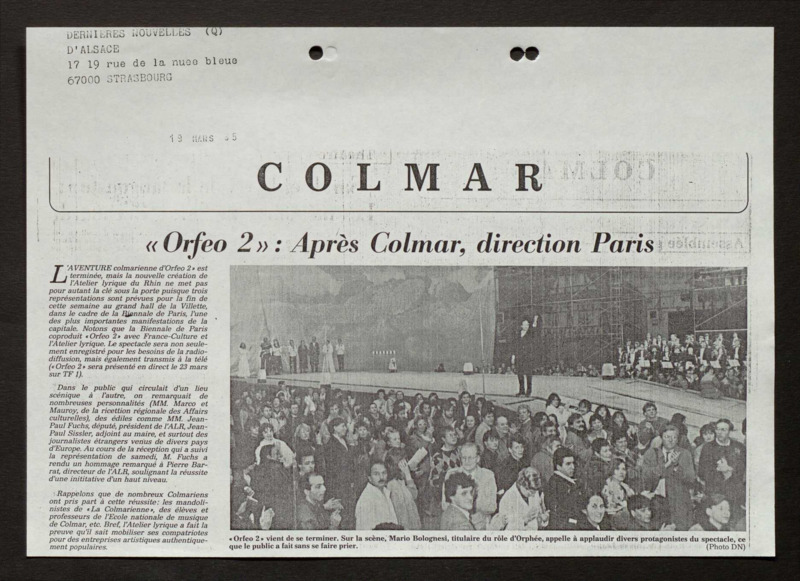 DERNIERES NOUVELLES (Q)
D'ALSACE
17 19 rue de la nuee bleue
67000 STRASBOURG
19 MARS 85
COLMAR
« Orfeo 2 » : Après Colmar, direction Paris
L'AVENTURE colmarienne d'Orfeo 2 » est
terminée, mais la nouvelle création de
l'Atelier lyrique du Rhin ne met pas
pour autant la clé sous la porte puisque trois
représentations sont prévues pour la fin de
cette semaine au grand hall de la Villette,
dans le cadre de la Biennale de Paris, l'une
des plus importantes manifestations de la
capitale. Notons que la Biennale de Paris
coproduit « Orfeo 2 » avec France-Culture et
l'Atelier lyrique. Le spectacle sera non seule-
ment enregistré pour les besoins de la radio-
diffusion, mais également transmis à la télé
(« Orfeo 2 » sera présenté en direct le 23 mars
sur TF 1).
Dans le public qui circulait d'un lieu
scénique à l'autre, on remarquait de
nombreuses personnalités (MM. Marco et
Mauroy, de la ricettion régionale des Affaires
culturelles), des édiles comme MM. Jean-
Paul Fuchs, député, président de l'ALR, Jean-
Paul Sissler, adjoint au maire, et surtout des
journalistes étrangers venus de divers pays
d'Europe. Au cours de la réception qui a suivi
la représentation de samedi, M. Fuchs a
rendu un hommage remarqué à Pierre Bar-
rat, directeur de l'ALR, soulignant la réussite
d'une inititative d'un haut niveau.
Rappelons que de nombreux Colmariens
ont pris part à cette réussite : les mandoli-
nistes de « La Colmarienne », des élèves et
professeurs de l'Ecole nationale de musique
de Colmar, etc. Bref, l'Atelier lyrique a fait la
preuve qu'il sait mobiliser ses compatriotes
pour des entreprises artistiques authentique-
ment populaires.
« Orfeo 2 » vient de se terminer. Sur la scène, Mario Bolognesi, titulaire du rôle d'Orphée, appelle à applaudir divers protagonistes du spectacle, ce
que le public a fait sans se faire prier. (Photo DN)